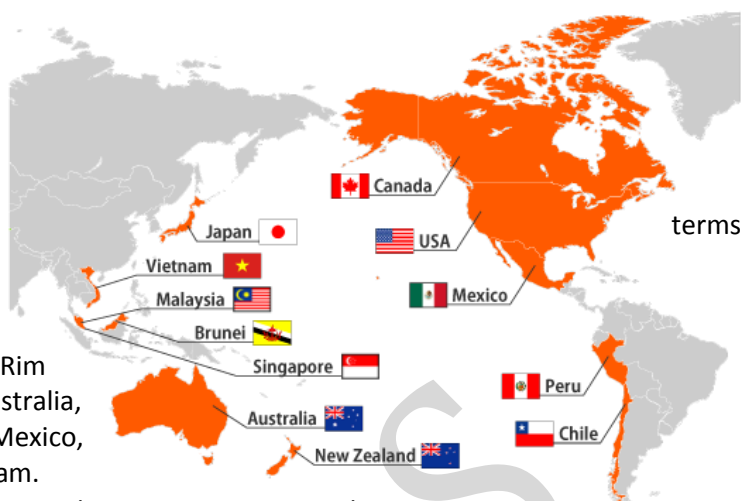 Canada
terms
Japan
USA
Vietnam
Mexico
Malaysia
Brunei
Rim
Singapore
stralia,
Peru
Australia
Mexico,
Chile
New Zealand
am.